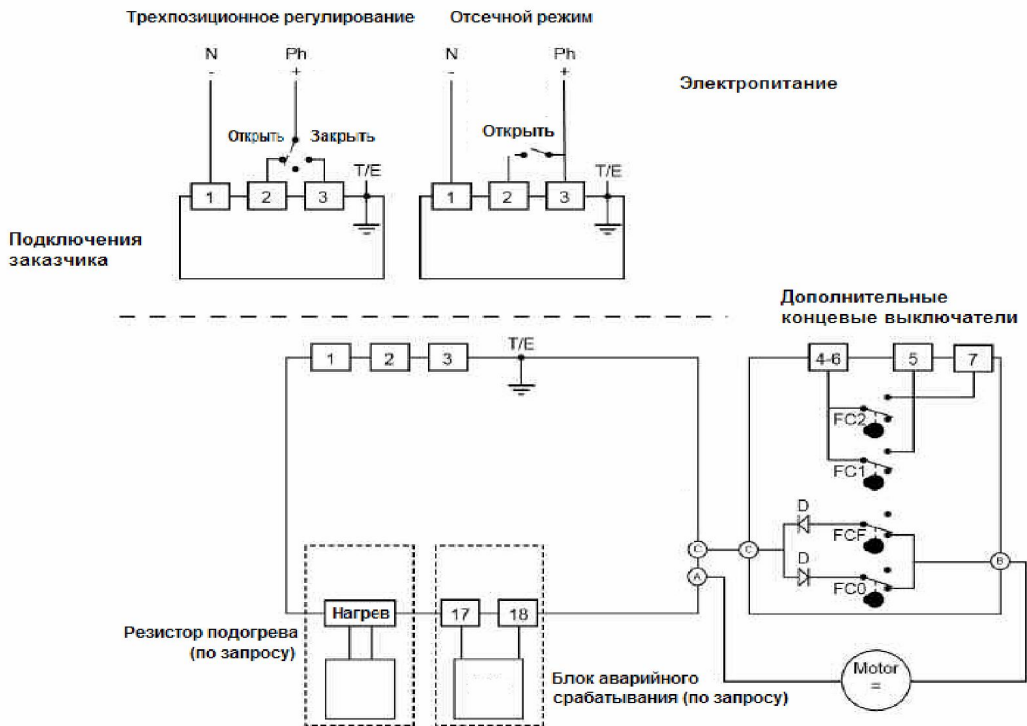 Трехпозиционное регулирование
Отсечной режим
N
Ph
N
Ph
-
+
-
+
Электропитание
Открыть
Закрыть
Открыть
T/E
T/E
1
2
3
1
2
3
Подключения
заказчика
Дополнительные
концевые выключатели
1
2
3
T/E
4-6
5
7
FC2
FC1
D
FCF
C
C
B
A
D
FC0
Нагрев
17
18
Резистор подогрева
(по запросу)
Блок аварийного
срабатывания (по запросу)
Motor
=